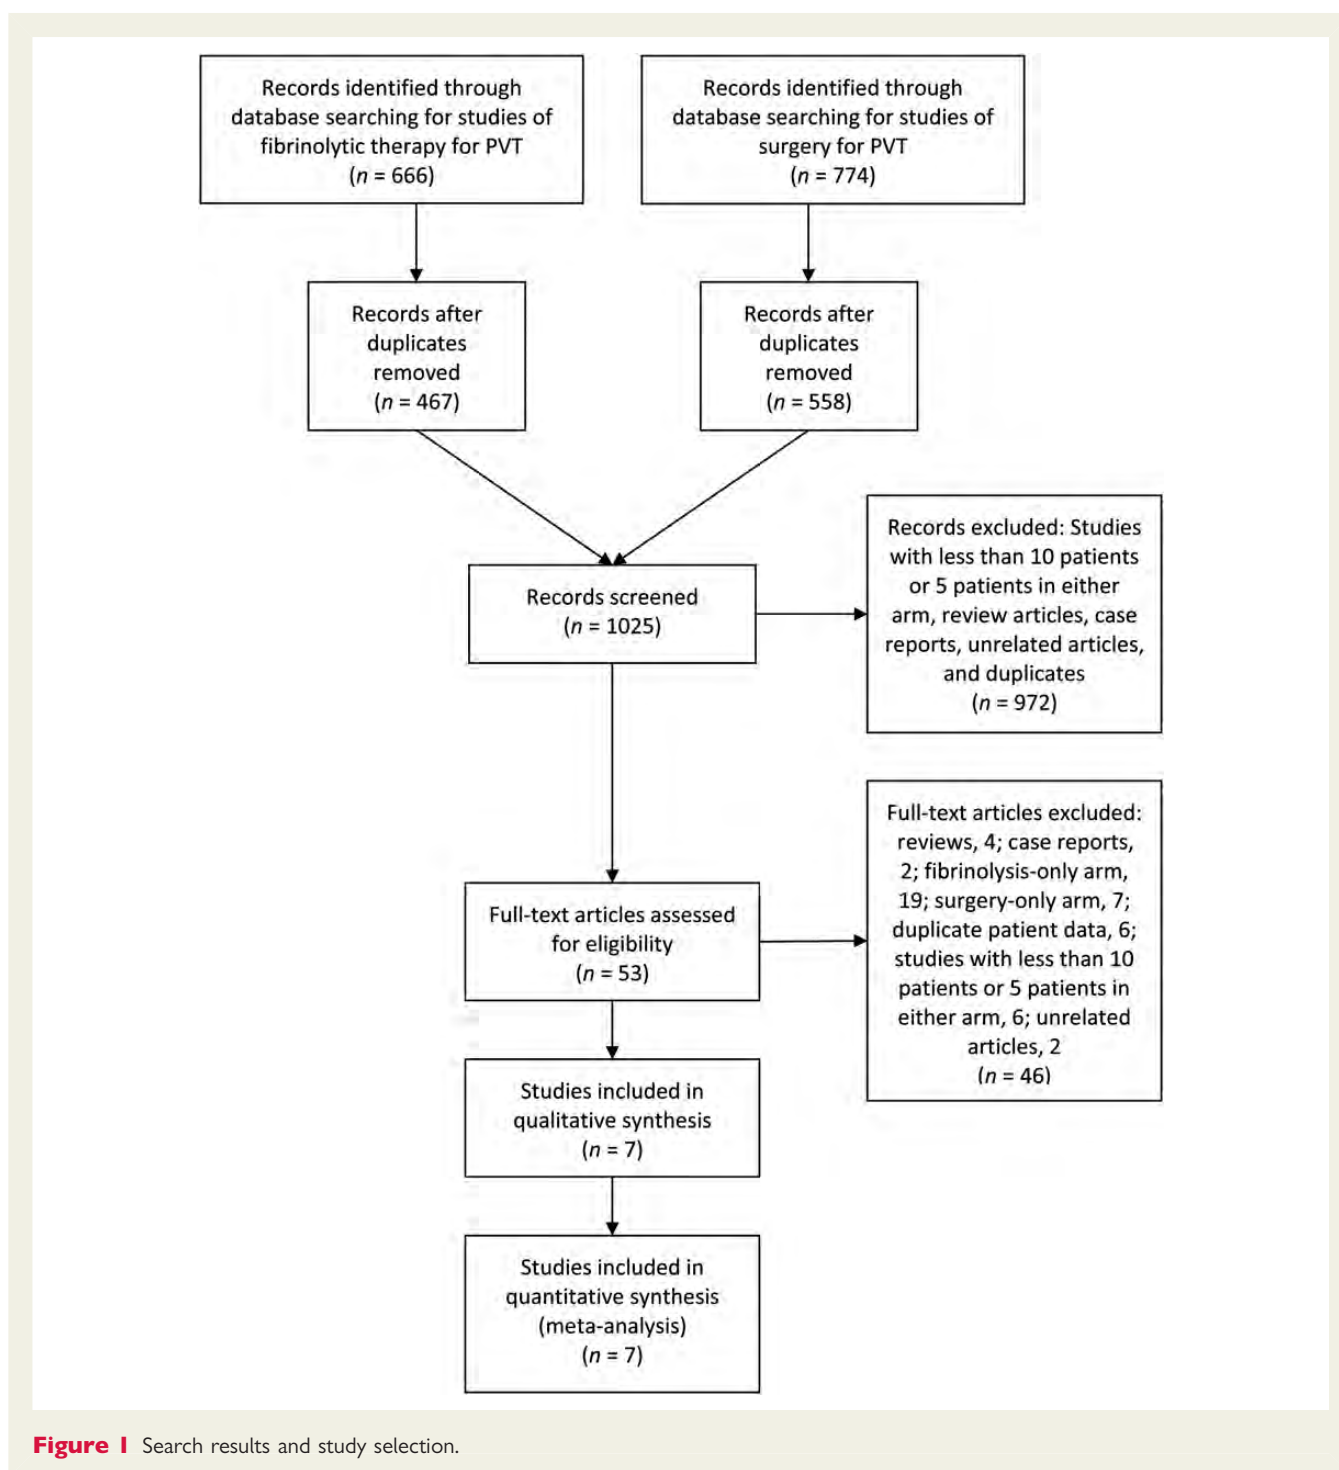 Records identified through
database searching for studies of
fibrinolytic therapy for PVT
(n = 666)
Records identified through
database searching for studies of
surgery for PVT
(n = 774)
Records after
duplicates
removed
(n = 467)
Records after
duplicates
removed
(n = 558)
Records screened
(n = 1025)
Records excluded: Studies
with less than 10 patients
or 5 patients in either
arm, review articles, case
reports, unrelated articles,
and duplicates
(n = 972)
Full-text articles assessed
for eligibility
(n = 53)
Full-text articles excluded:
reviews, 4; case reports,
2; fibrinolysis-only arm,
19; surgery-only arm, 7;
duplicate patient data, 6;
studies with less than 10
patients or 5 patients in
either arm, 6; unrelated
articles, 2
(n = 46)
Studies included in
qualitative synthesis
(n = 7)
Studies included in
quantitative synthesis
(meta-analysis)
(n = 7)
Figure 1 Search results and study selection.